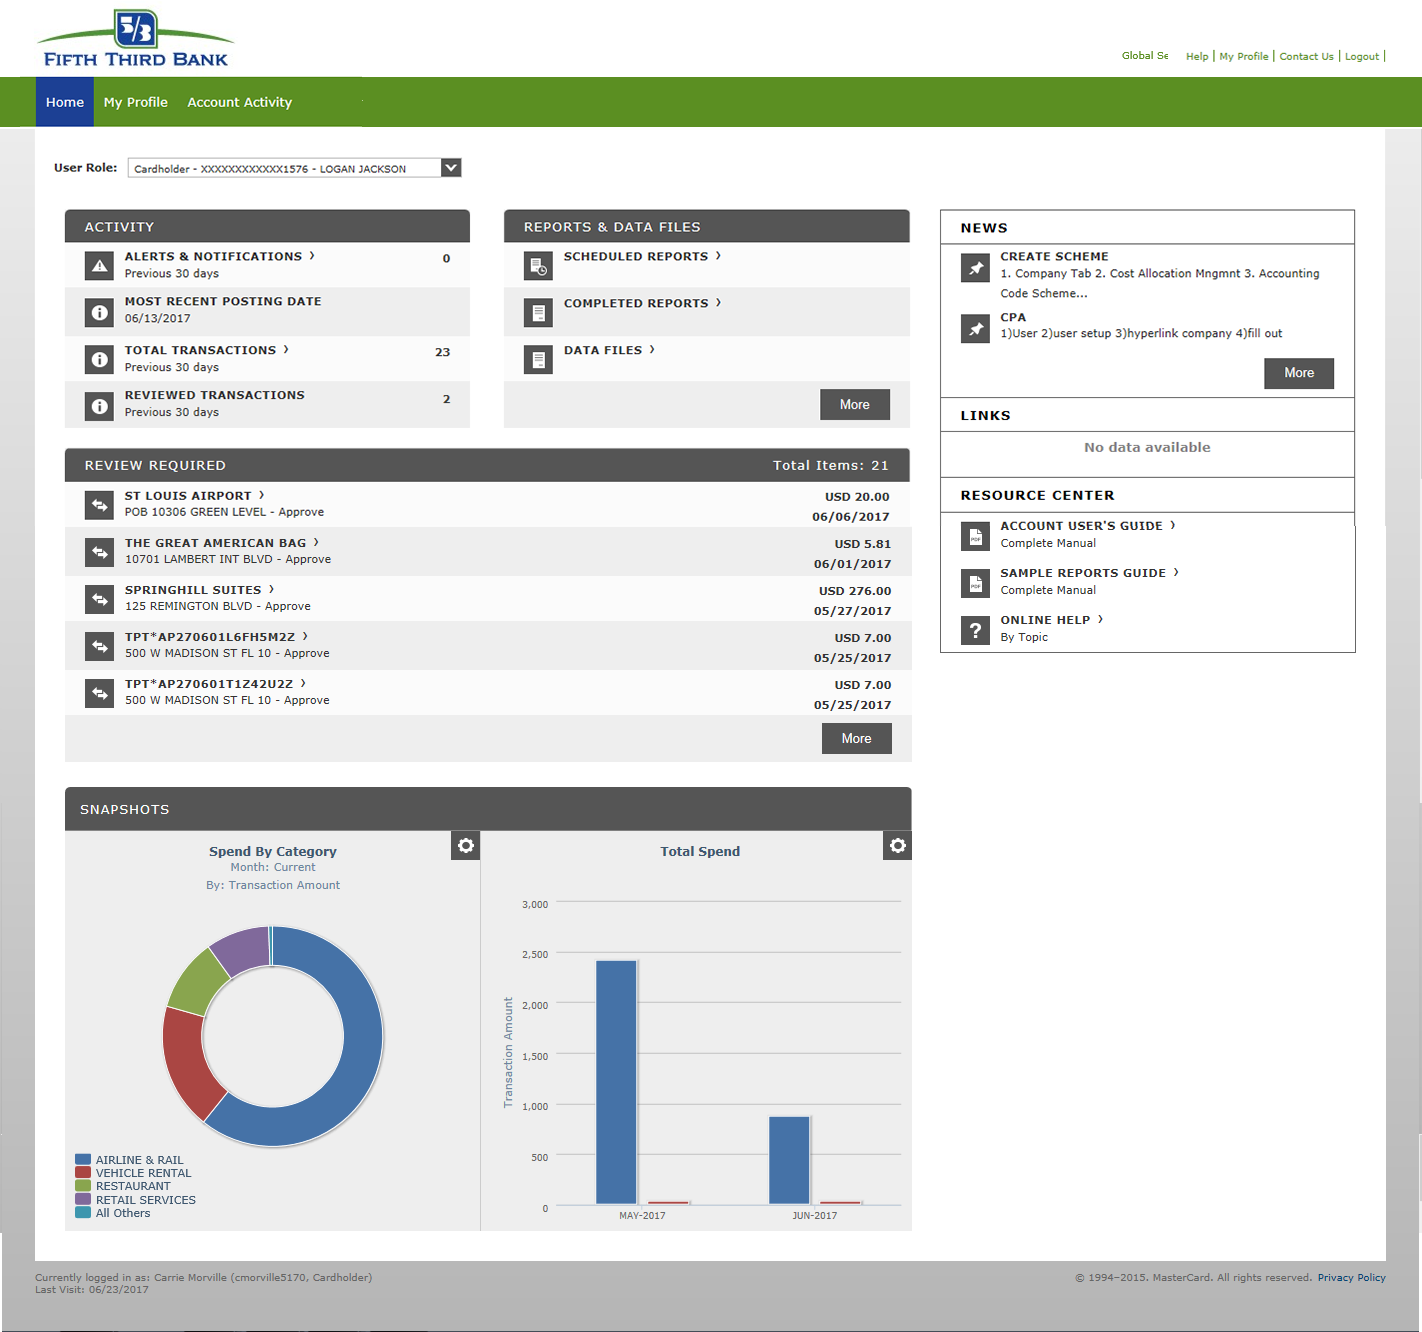 5/3
FIFTH THIRD BANK
Global Se Help | My Profile | Contact Us | Logout |
Home My Profile Account Activity
User Role: Cardholder - XXXXXXXXXXXX1576 - LOGAN JACKSON
ACTIVITY
ALERTS & NOTIFICATIONS › 0
Previous 30 days
MOST RECENT POSTING DATE
06/13/2017
TOTAL TRANSACTIONS › 23
Previous 30 days
REVIEWED TRANSACTIONS 2
Previous 30 days
REPORTS & DATA FILES
SCHEDULED REPORTS ›
COMPLETED REPORTS ›
DATA FILES ›
More
NEWS
CREATE SCHEME
1. Company Tab 2. Cost Allocation Mngmnt 3. Accounting
Code Scheme...
CPA
1)User 2)user setup 3)hyperlink company 4)fill out
More
LINKS
No data available
RESOURCE CENTER
PDF
ACCOUNT USER'S GUIDE ›
Complete Manual
PDF
SAMPLE REPORTS GUIDE ›
Complete Manual
?
ONLINE HELP ›
By Topic
REVIEW REQUIRED Total Items: 21
ST LOUIS AIRPORT › USD 20.00
POB 10306 GREEN LEVEL - Approve 06/06/2017
THE GREAT AMERICAN BAG › USD 5.81
10701 LAMBERT INT BLVD - Approve 06/01/2017
SPRINGHILL SUITES › USD 276.00
125 REMINGTON BLVD - Approve 05/27/2017
TPT*AP270601L6FH5M2Z › USD 7.00
500 W MADISON ST FL 10 - Approve 05/25/2017
TPT*AP270601T1Z42U2Z › USD 7.00
500 W MADISON ST FL 10 - Approve 05/25/2017
More
SNAPSHOTS
Spend By Category
Month: Current
By: Transaction Amount
AIRLINE & RAIL
VEHICLE RENTAL
RESTAURANT
RETAIL SERVICES
All Others
Total Spend
Transaction Amount
3,000
2,500
2,000
1,500
1,000
500
0
MAY-2017 JUN-2017
Currently logged in as: Carrie Morville (cmorville5170, Cardholder)
Last Visit: 06/23/2017
© 1994–2015. MasterCard. All rights reserved. Privacy Policy